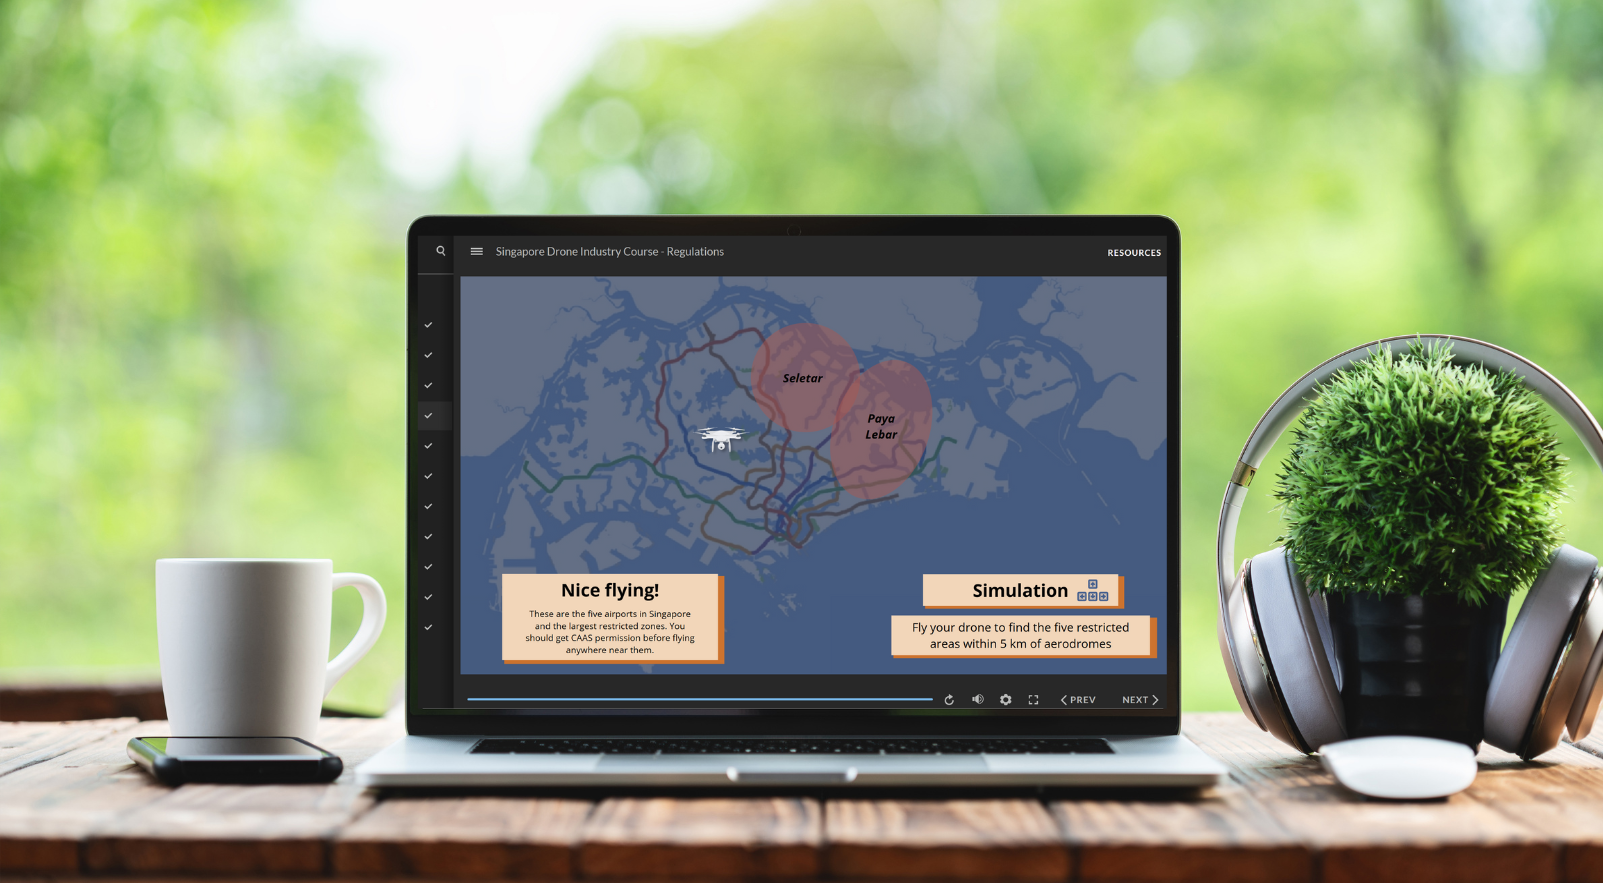 Singapore Drone Industry Course - Regulations
RESOURCES
Seletar
Paya
Lebar
Nice flying!
These are the five airports in Singapore
and the largest restricted zones. You
should get CAAS permission before flying
anywhere near them.
Simulation
Fly your drone to find the five restricted
areas within 5 km of aerodromes
PREV
NEXT